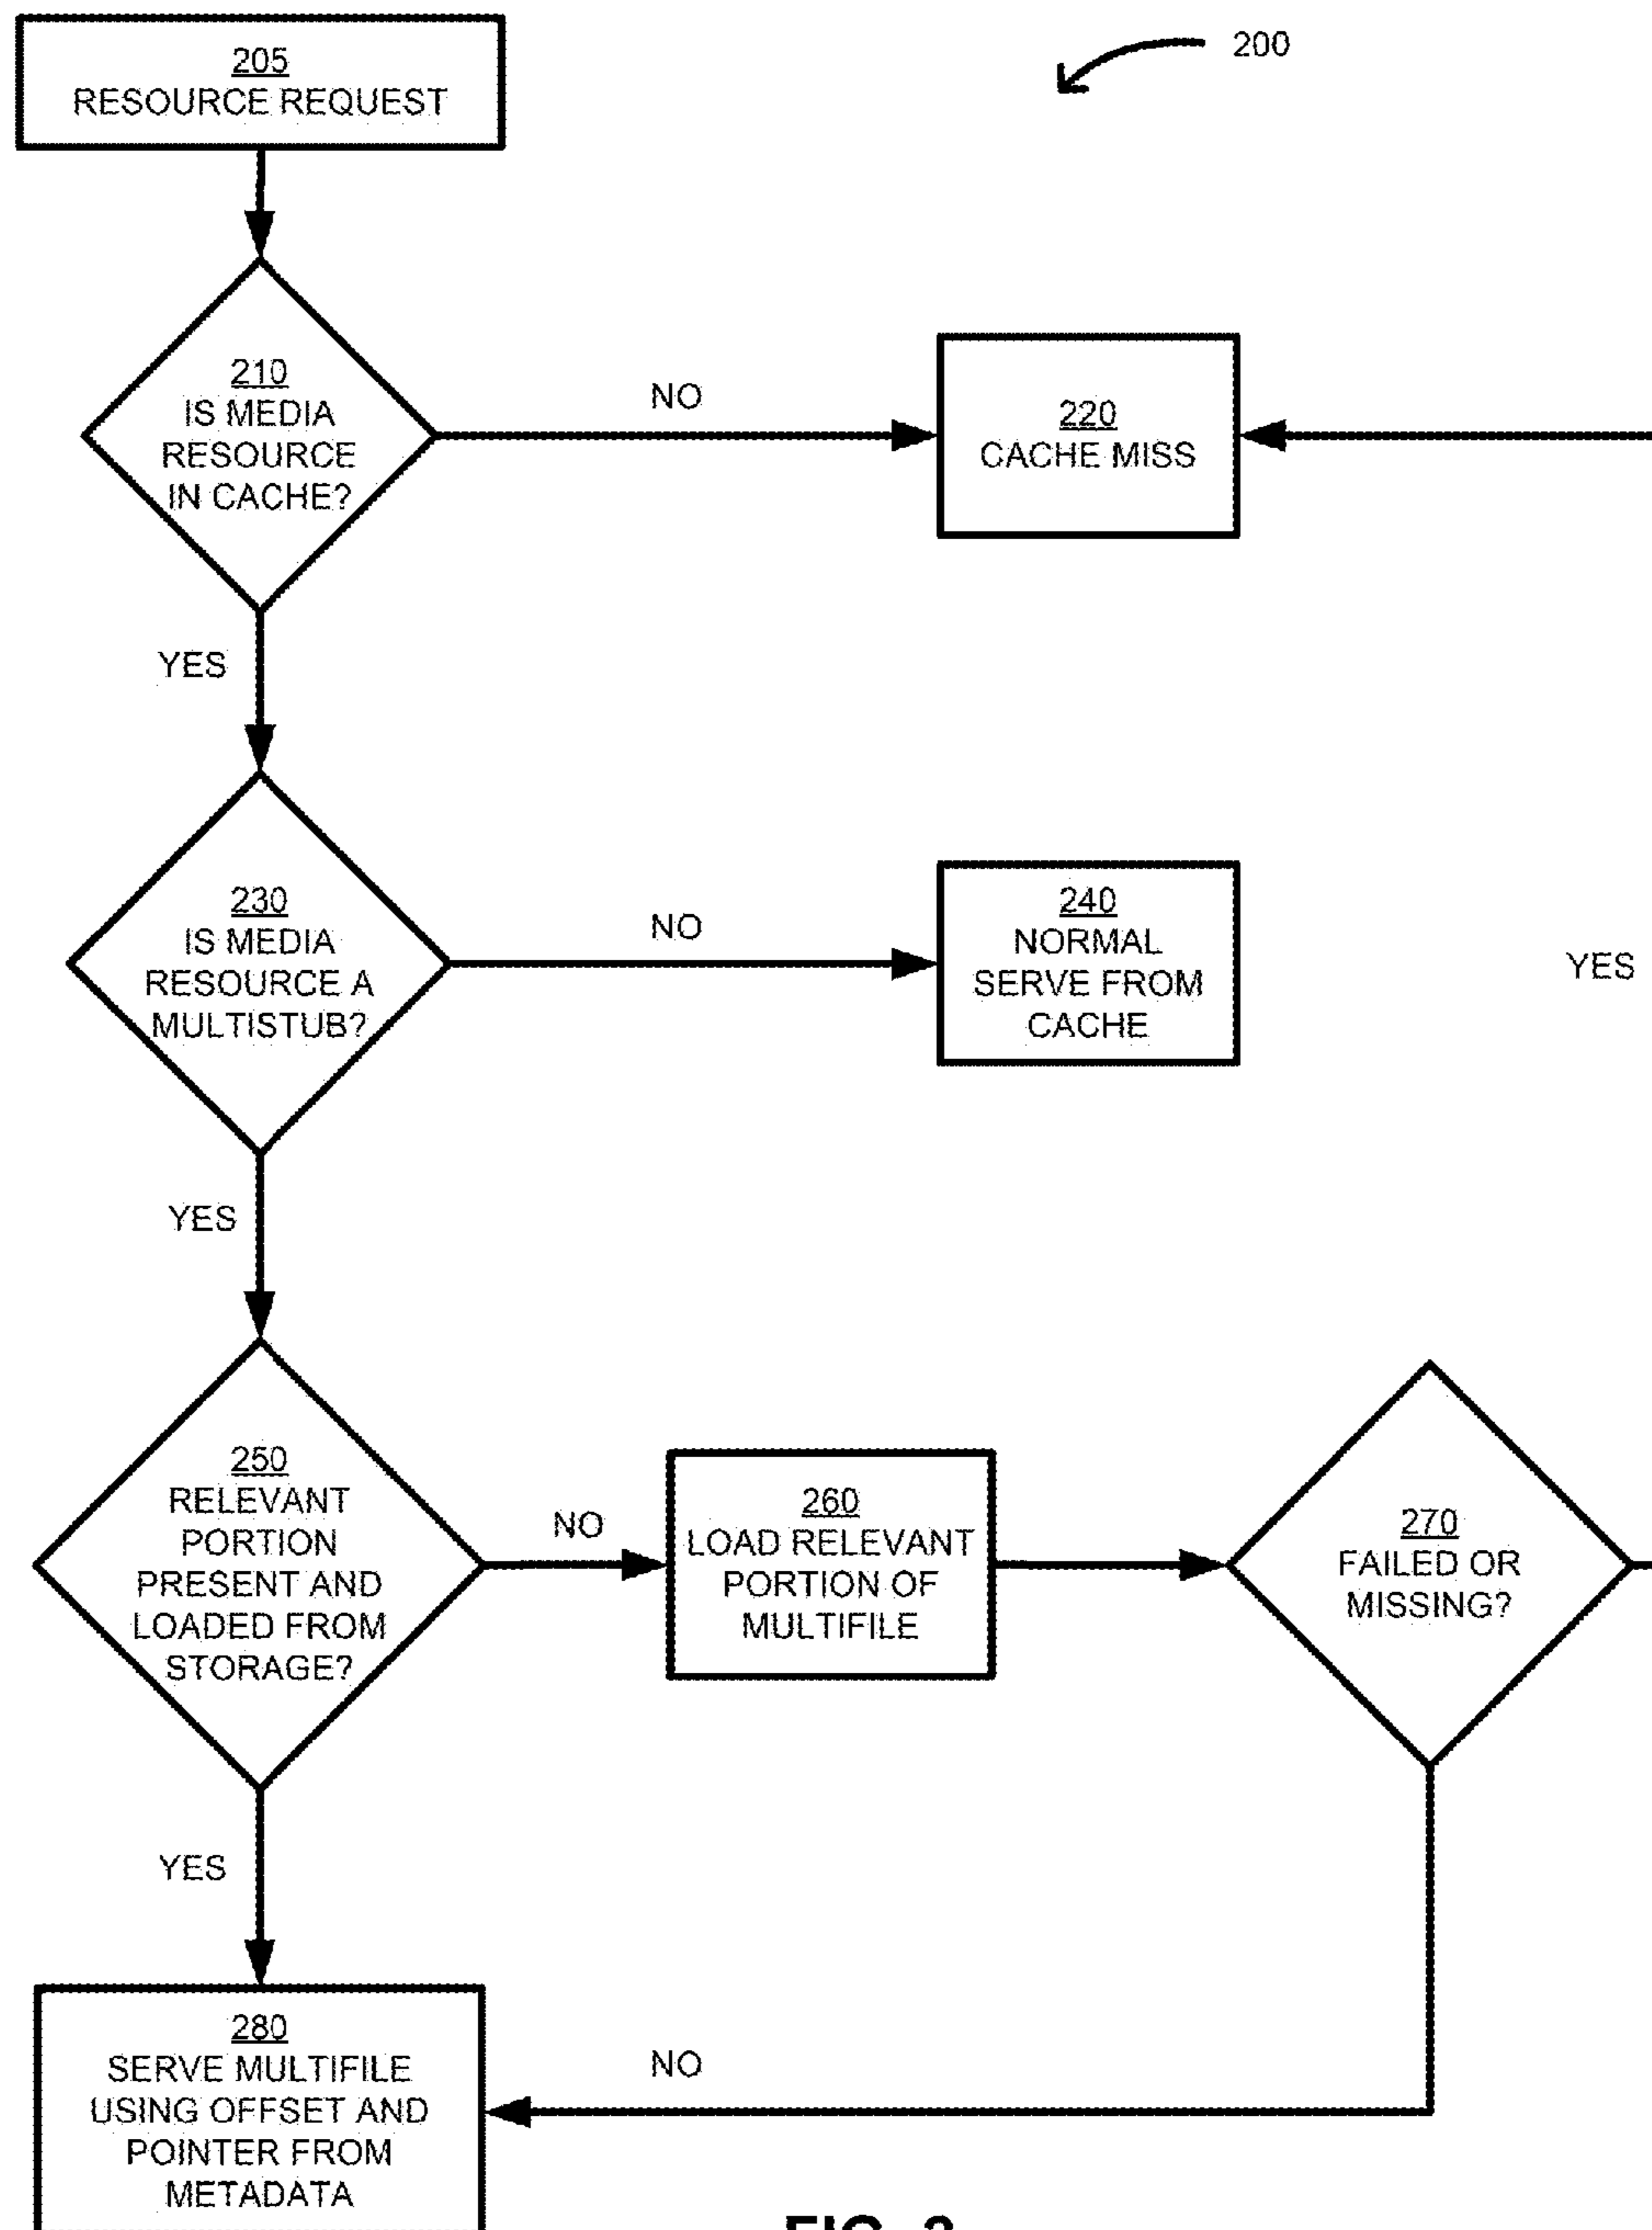 205
RESOURCE REQUEST
200
210
IS MEDIA
RESOURCE
IN CACHE?
NO
220
CACHE MISS
YES
230
IS MEDIA
RESOURCE A
MULTISTUB?
NO
240
NORMAL
SERVE FROM
CACHE
YES
YES
250
RELEVANT
PORTION
PRESENT AND
LOADED FROM
STORAGE?
NO
260
LOAD RELEVANT
PORTION OF
MULTIFILE
270
FAILED OR
MISSING?
YES
280
SERVE MULTIFILE
USING OFFSET AND
POINTER FROM
METADATA
NO
FIG.